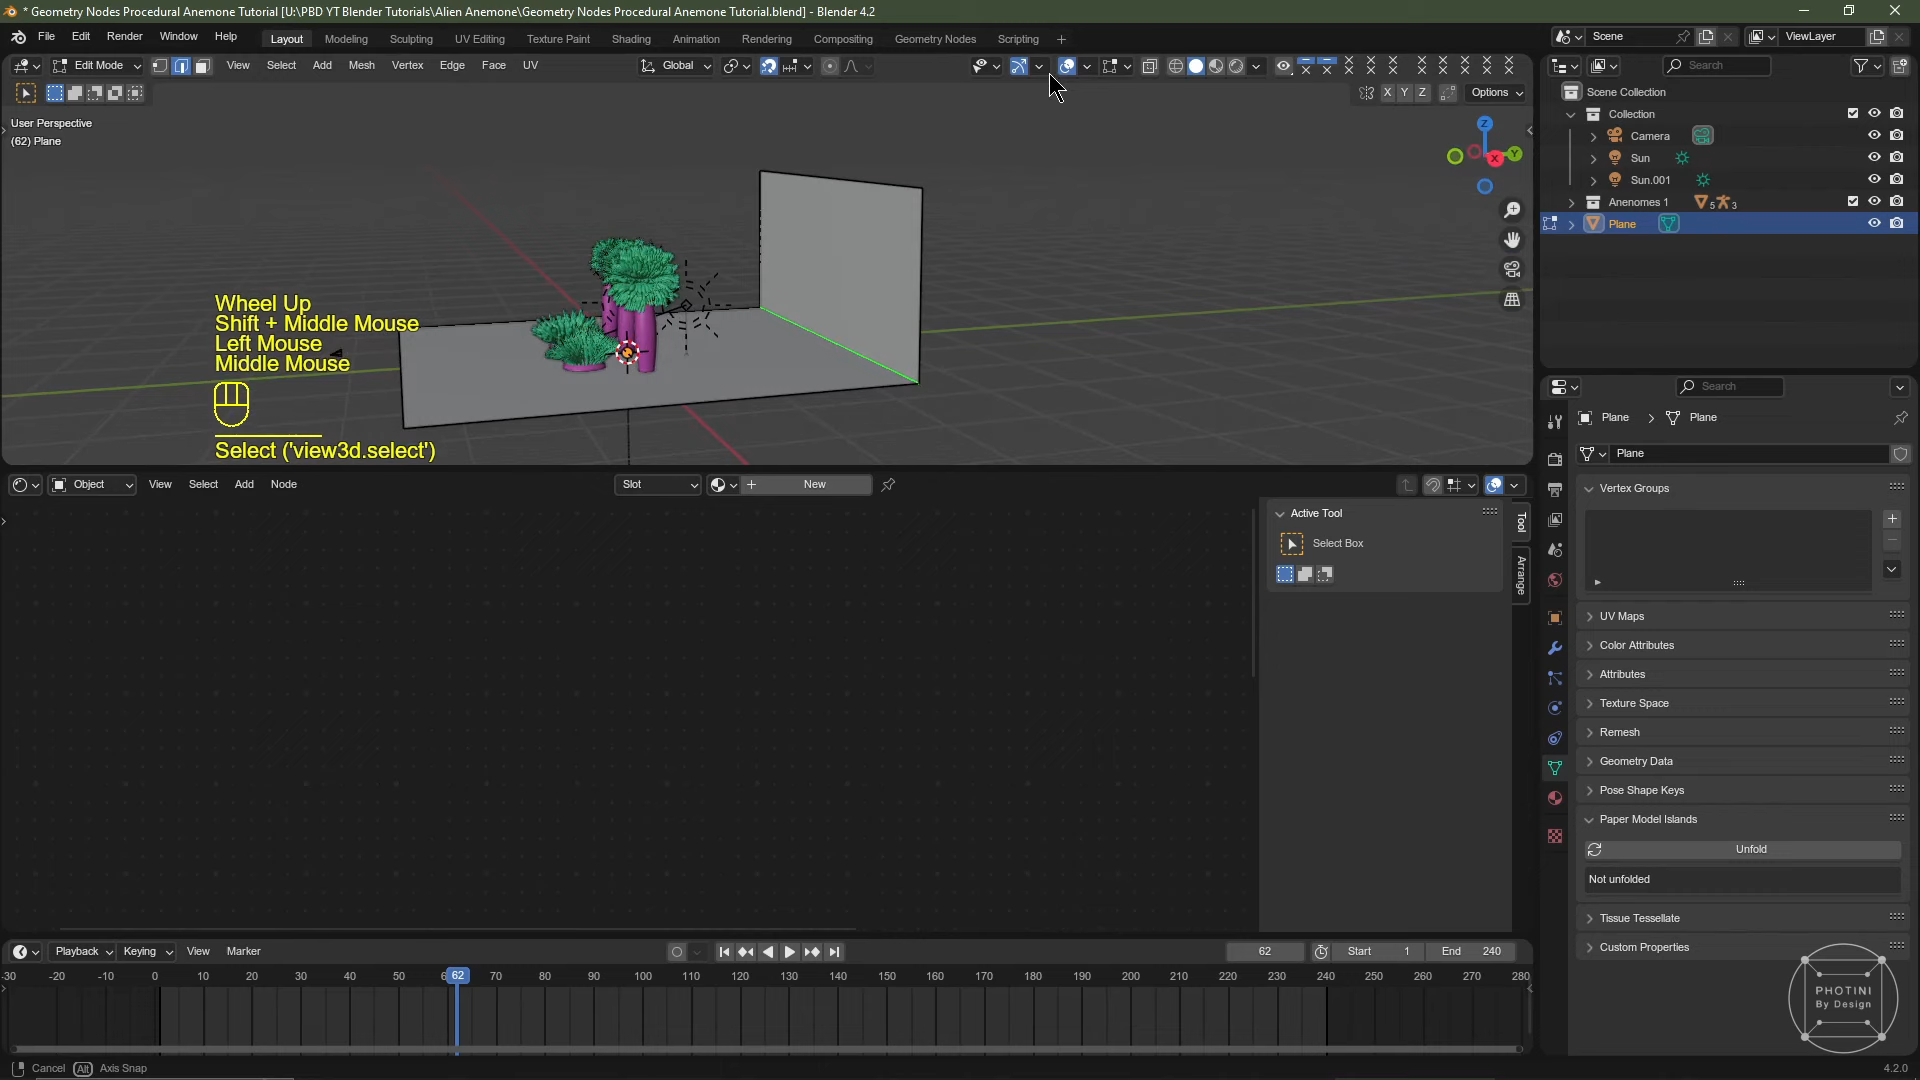 * Geometry Nodes Procedural Anemone Tutorial [U:\PBD YT Blender Tutorials\Alien Anemone\Geometry Nodes Procedural Anemone Tutorial.blend] - Blender 4.2
File Edit Render Window Help
Layout Modeling Sculpting UV Editing Texture Paint Shading Animation Rendering Compositing Geometry Nodes Scripting +
Scene
ViewLayer
Edit Mode
View Select Add Mesh Vertex Edge Face UV
Global
Search
X Y Z
Options
Scene Collection
User Perspective
(62) Plane
Z
Y
X
Collection
Camera
Sun
Sun.001
Anenomes 1
5
3
Plane
Wheel Up
Shift + Middle Mouse
Left Mouse
Middle Mouse
Select ('view3d.select')
Search
Plane
Plane
Plane
Object
View Select Add Node
Slot
New
Vertex Groups
Active Tool
Select Box
Tool
Arrange
UV Maps
Color Attributes
Attributes
Texture Space
Remesh
Geometry Data
Pose Shape Keys
Paper Model Islands
Unfold
Not unfolded
Tissue Tessellate
Custom Properties
Playback Keying View Marker
62
Start 1
End 240
-30 -20 -10 0 10 20 30 40 50 6 62 70 80 90 100 110 120 130 140 150 160 170 180 190 200 210 220 230 240 250 260 270 280
PHOTINI
By Design
Cancel
Alt
Axis Snap
4.2.0